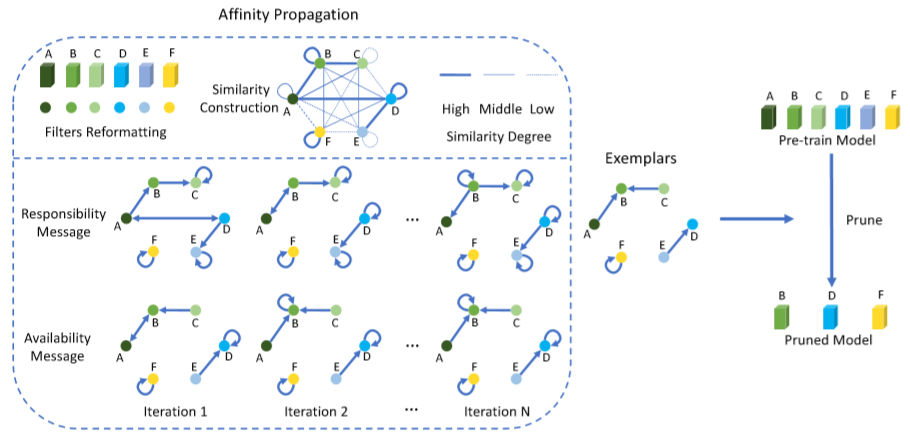 Affinity Propagation
A B C D E F
Filters Reformatting
Similarity
Construction
B C
A D
F E
High Middle Low
Similarity Degree
Responsibility
Message
B C
A D
F E
B C
A D
F E
...
B C
A D
F E
Availability
Message
B C
A D
F E
Iteration 1
B C
A D
F E
Iteration 2
...
...
B C
A D
F E
Iteration N
Exemplars
B C
A D
F E
A B C D E F
Pre-train Model
Prune
B D F
Pruned Model